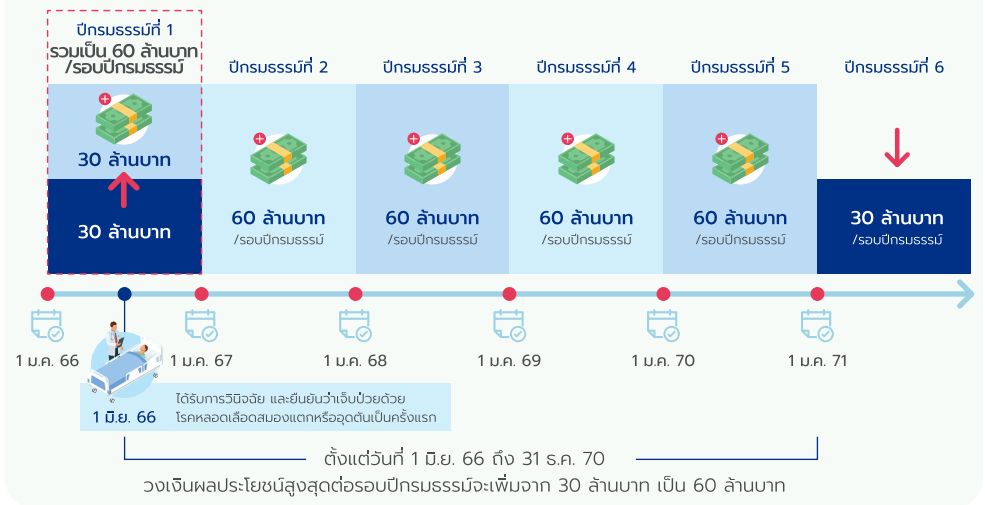 ปีกรมธรรม์ที่ 1
รวมเป็น 60 ล้านบาท
/รอบปีกรมธรรม์
ปีกรมธรรม์ที่ 2
ปีกรมธรรม์ที่ 3
ปีกรมธรรม์ที่ 4
ปีกรมธรรม์ที่ 5
ปีกรมธรรม์ที่ 6
30 ล้านบาท
30 ล้านบาท
60 ล้านบาท
/รอบปีกรมธรรม์
60 ล้านบาท
/รอบปีกรมธรรม์
60 ล้านบาท
/รอบปีกรมธรรม์
60 ล้านบาท
/รอบปีกรมธรรม์
30 ล้านบาท
/รอบปีกรมธรรม์
1 ม.ค. 66
1 ม.ค. 67
1 ม.ค. 68
1 ม.ค. 69
1 ม.ค. 70
1 ม.ค. 71
1 มิ.ย. 66
ได้รับการวินิจฉัย และยืนยันว่าเจ็บป่วยด้วย
โรคหลอดเลือดสมองแตกหรืออุดตันเป็นครั้งแรก
ตั้งแต่วันที่ 1 มิ.ย. 66 ถึง 31 ธ.ค. 70
วงเงินผลประโยชน์สูงสุดต่อรอบปีกรมธรรม์จะเพิ่มจาก 30 ล้านบาท เป็น 60 ล้านบาท